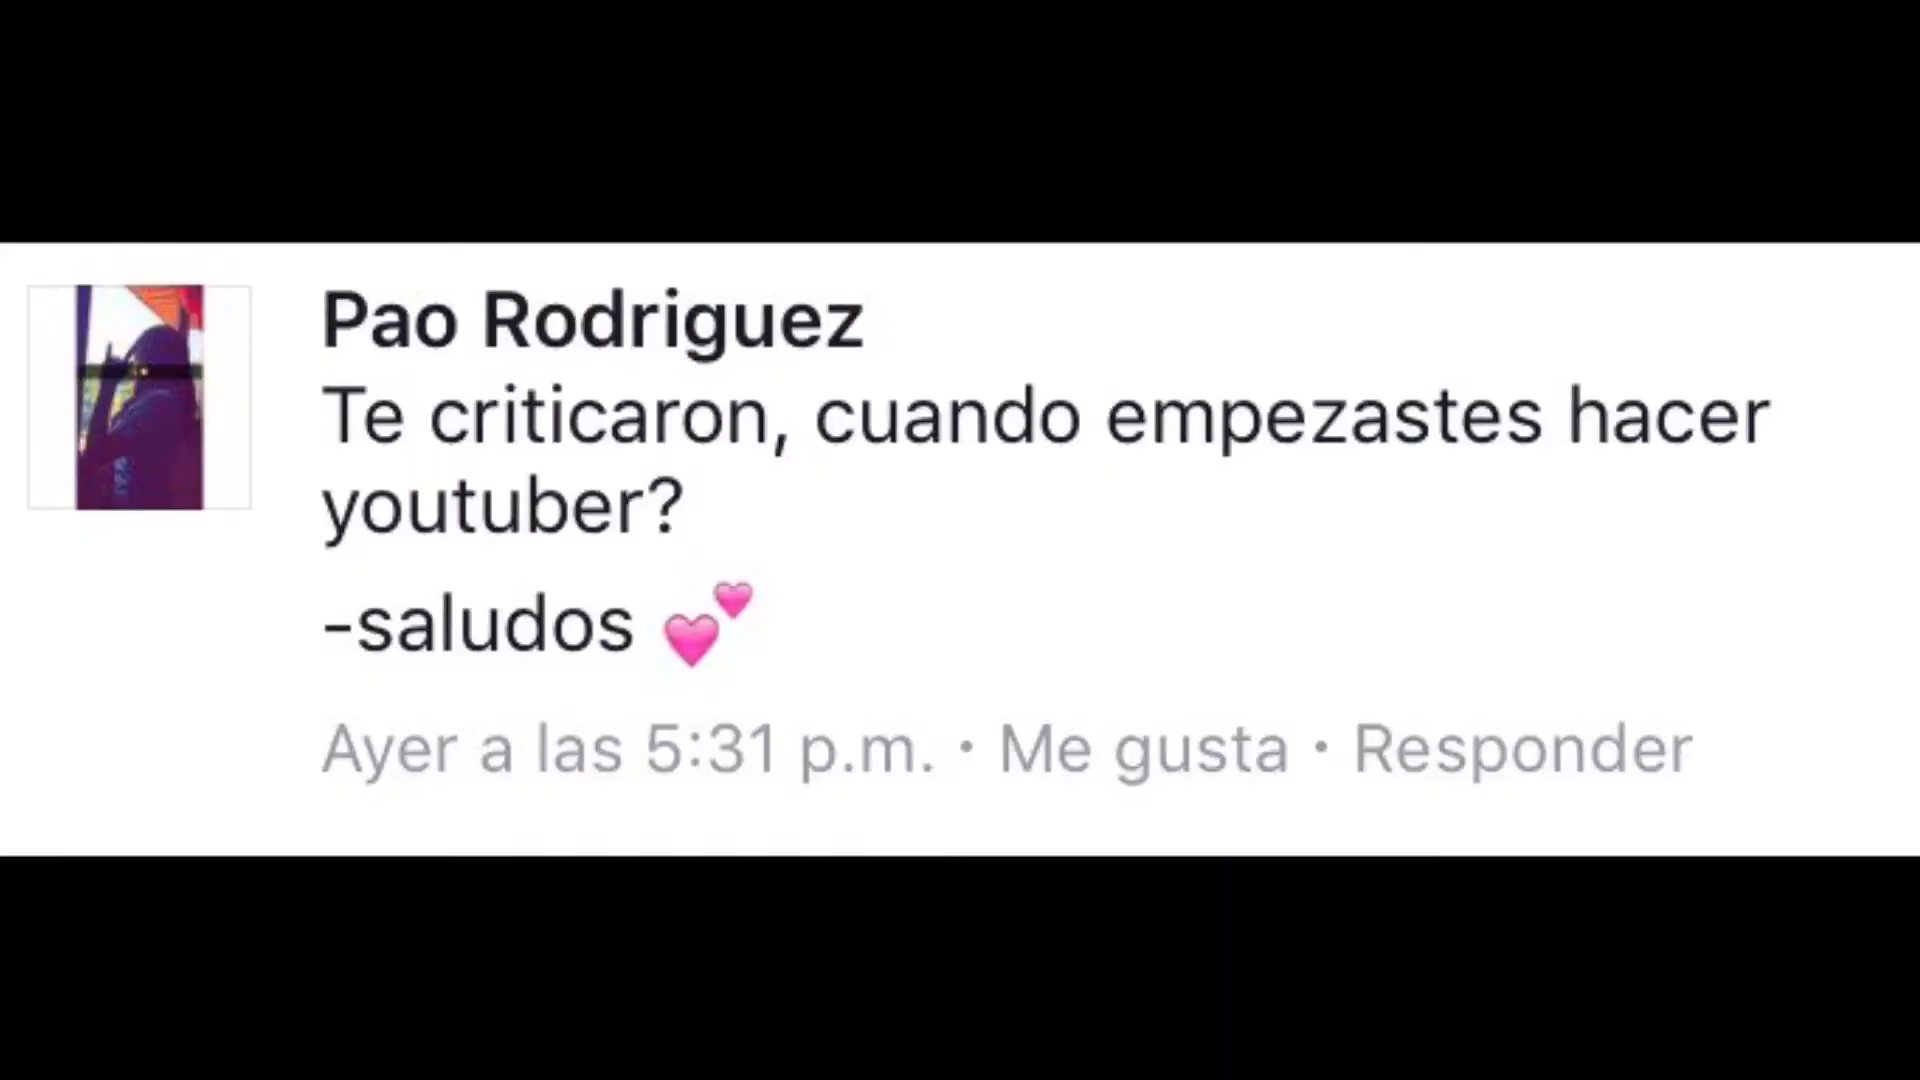 Pao Rodriguez
Te criticaron, cuando empezastes hacer
youtuber?
-saludos 💕
Ayer a las 5:31 p.m. · Me gusta · Responder